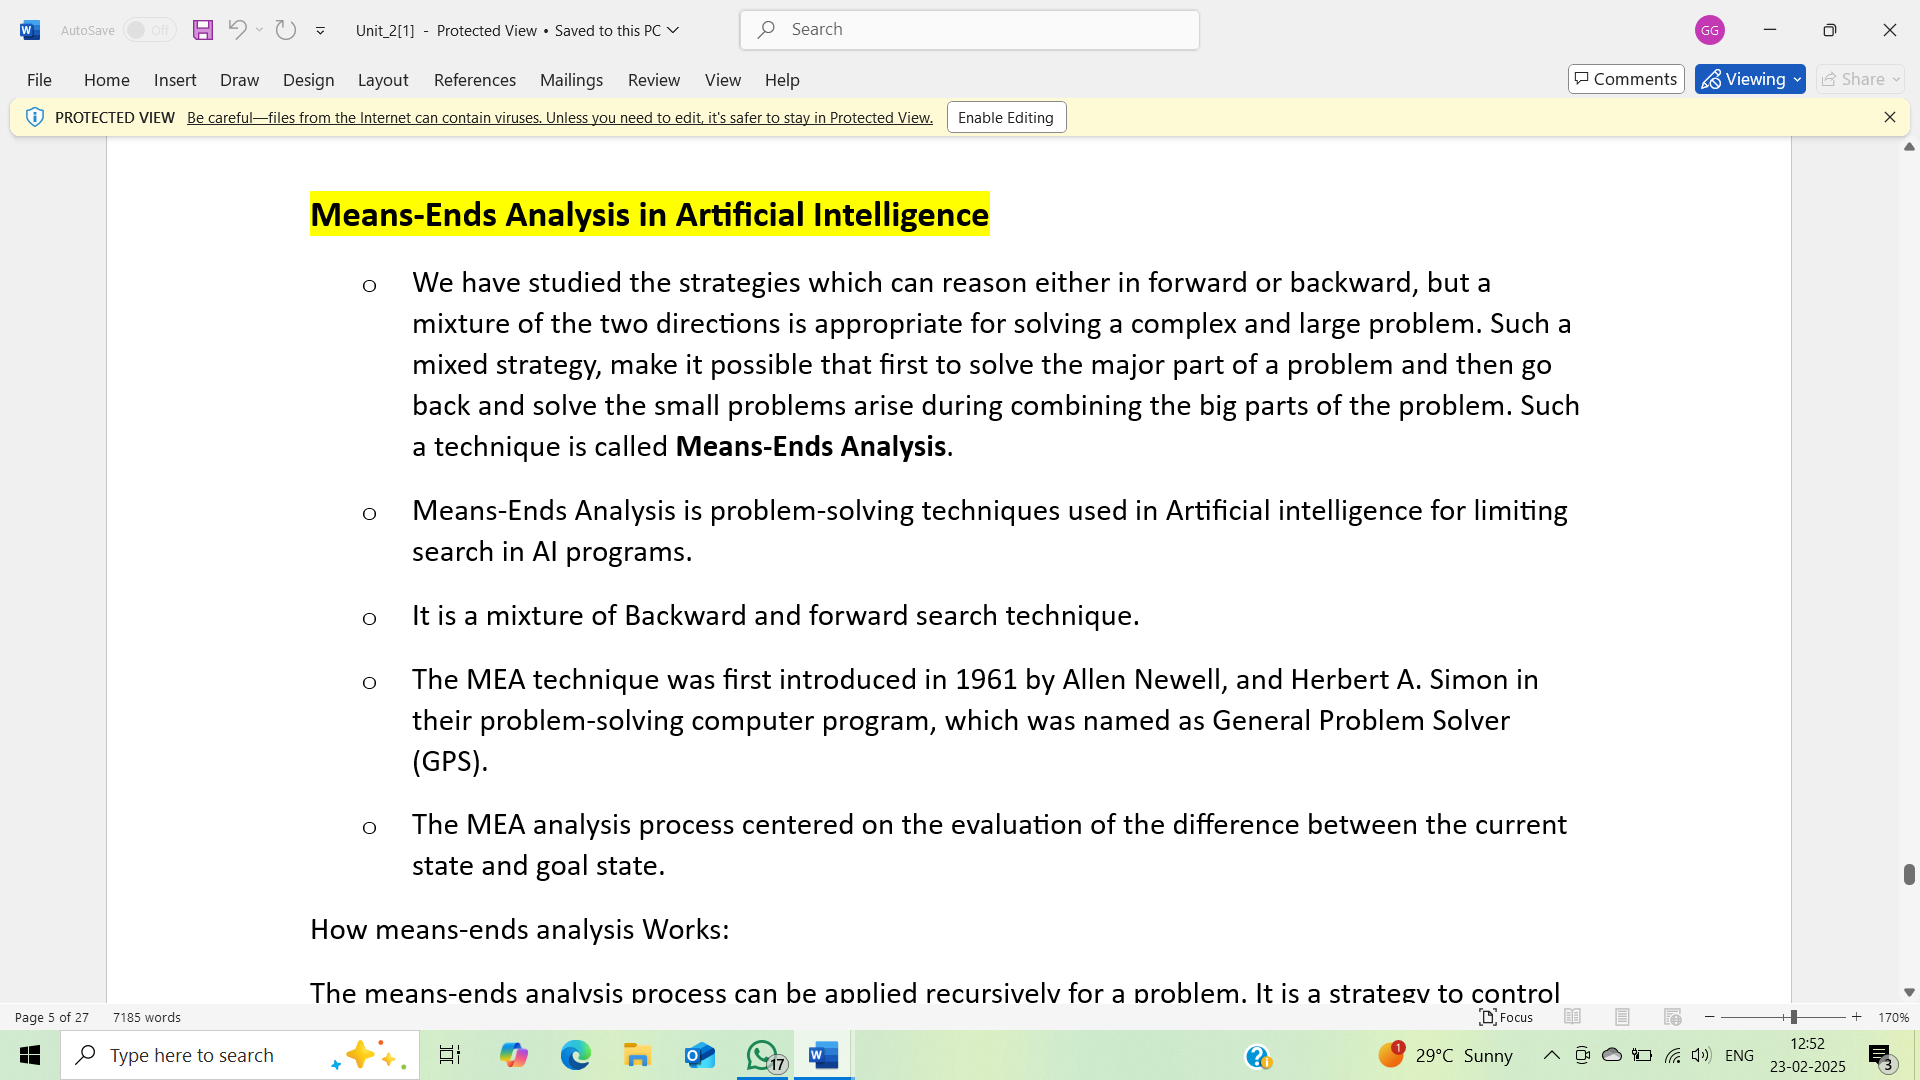 AutoSave Off Unit_2[1] - Protected View • Saved to this PC Search GG
File Home Insert Draw Design Layout References Mailings Review View Help Comments Viewing Share
PROTECTED VIEW Be careful—files from the Internet can contain viruses. Unless you need to edit, it's safer to stay in Protected View. Enable Editing
Means-Ends Analysis in Artificial Intelligence
o We have studied the strategies which can reason either in forward or backward, but a
mixture of the two directions is appropriate for solving a complex and large problem. Such a
mixed strategy, make it possible that first to solve the major part of a problem and then go
back and solve the small problems arise during combining the big parts of the problem. Such
a technique is called Means-Ends Analysis.
o Means-Ends Analysis is problem-solving techniques used in Artificial intelligence for limiting
search in AI programs.
o It is a mixture of Backward and forward search technique.
o The MEA technique was first introduced in 1961 by Allen Newell, and Herbert A. Simon in
their problem-solving computer program, which was named as General Problem Solver
(GPS).
o The MEA analysis process centered on the evaluation of the difference between the current
state and goal state.
How means-ends analysis Works:
The means-ends analysis process can be applied recursively for a problem. It is a strategy to control
Page 5 of 27 7185 words Focus 170%
Type here to search 17 W 1 29°C Sunny ENG 12:52
23-02-2025 3